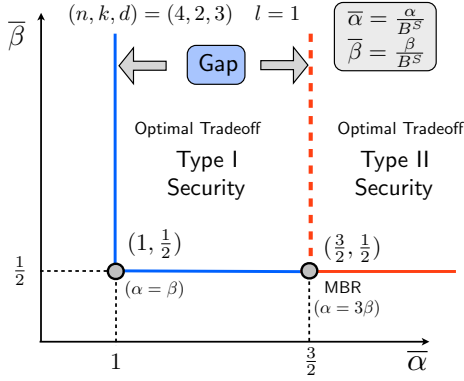 (n, k, d) = (4, 2, 3) l = 1
β̅
α̅ = α/B^S
β̅ = β/B^S
Gap
Optimal Tradeoff
Type I
Security
Optimal Tradeoff
Type II
Security
(1, 1/2)
(3/2, 1/2)
1/2
(α = β)
MBR
(α = 3β)
1
3/2
α̅